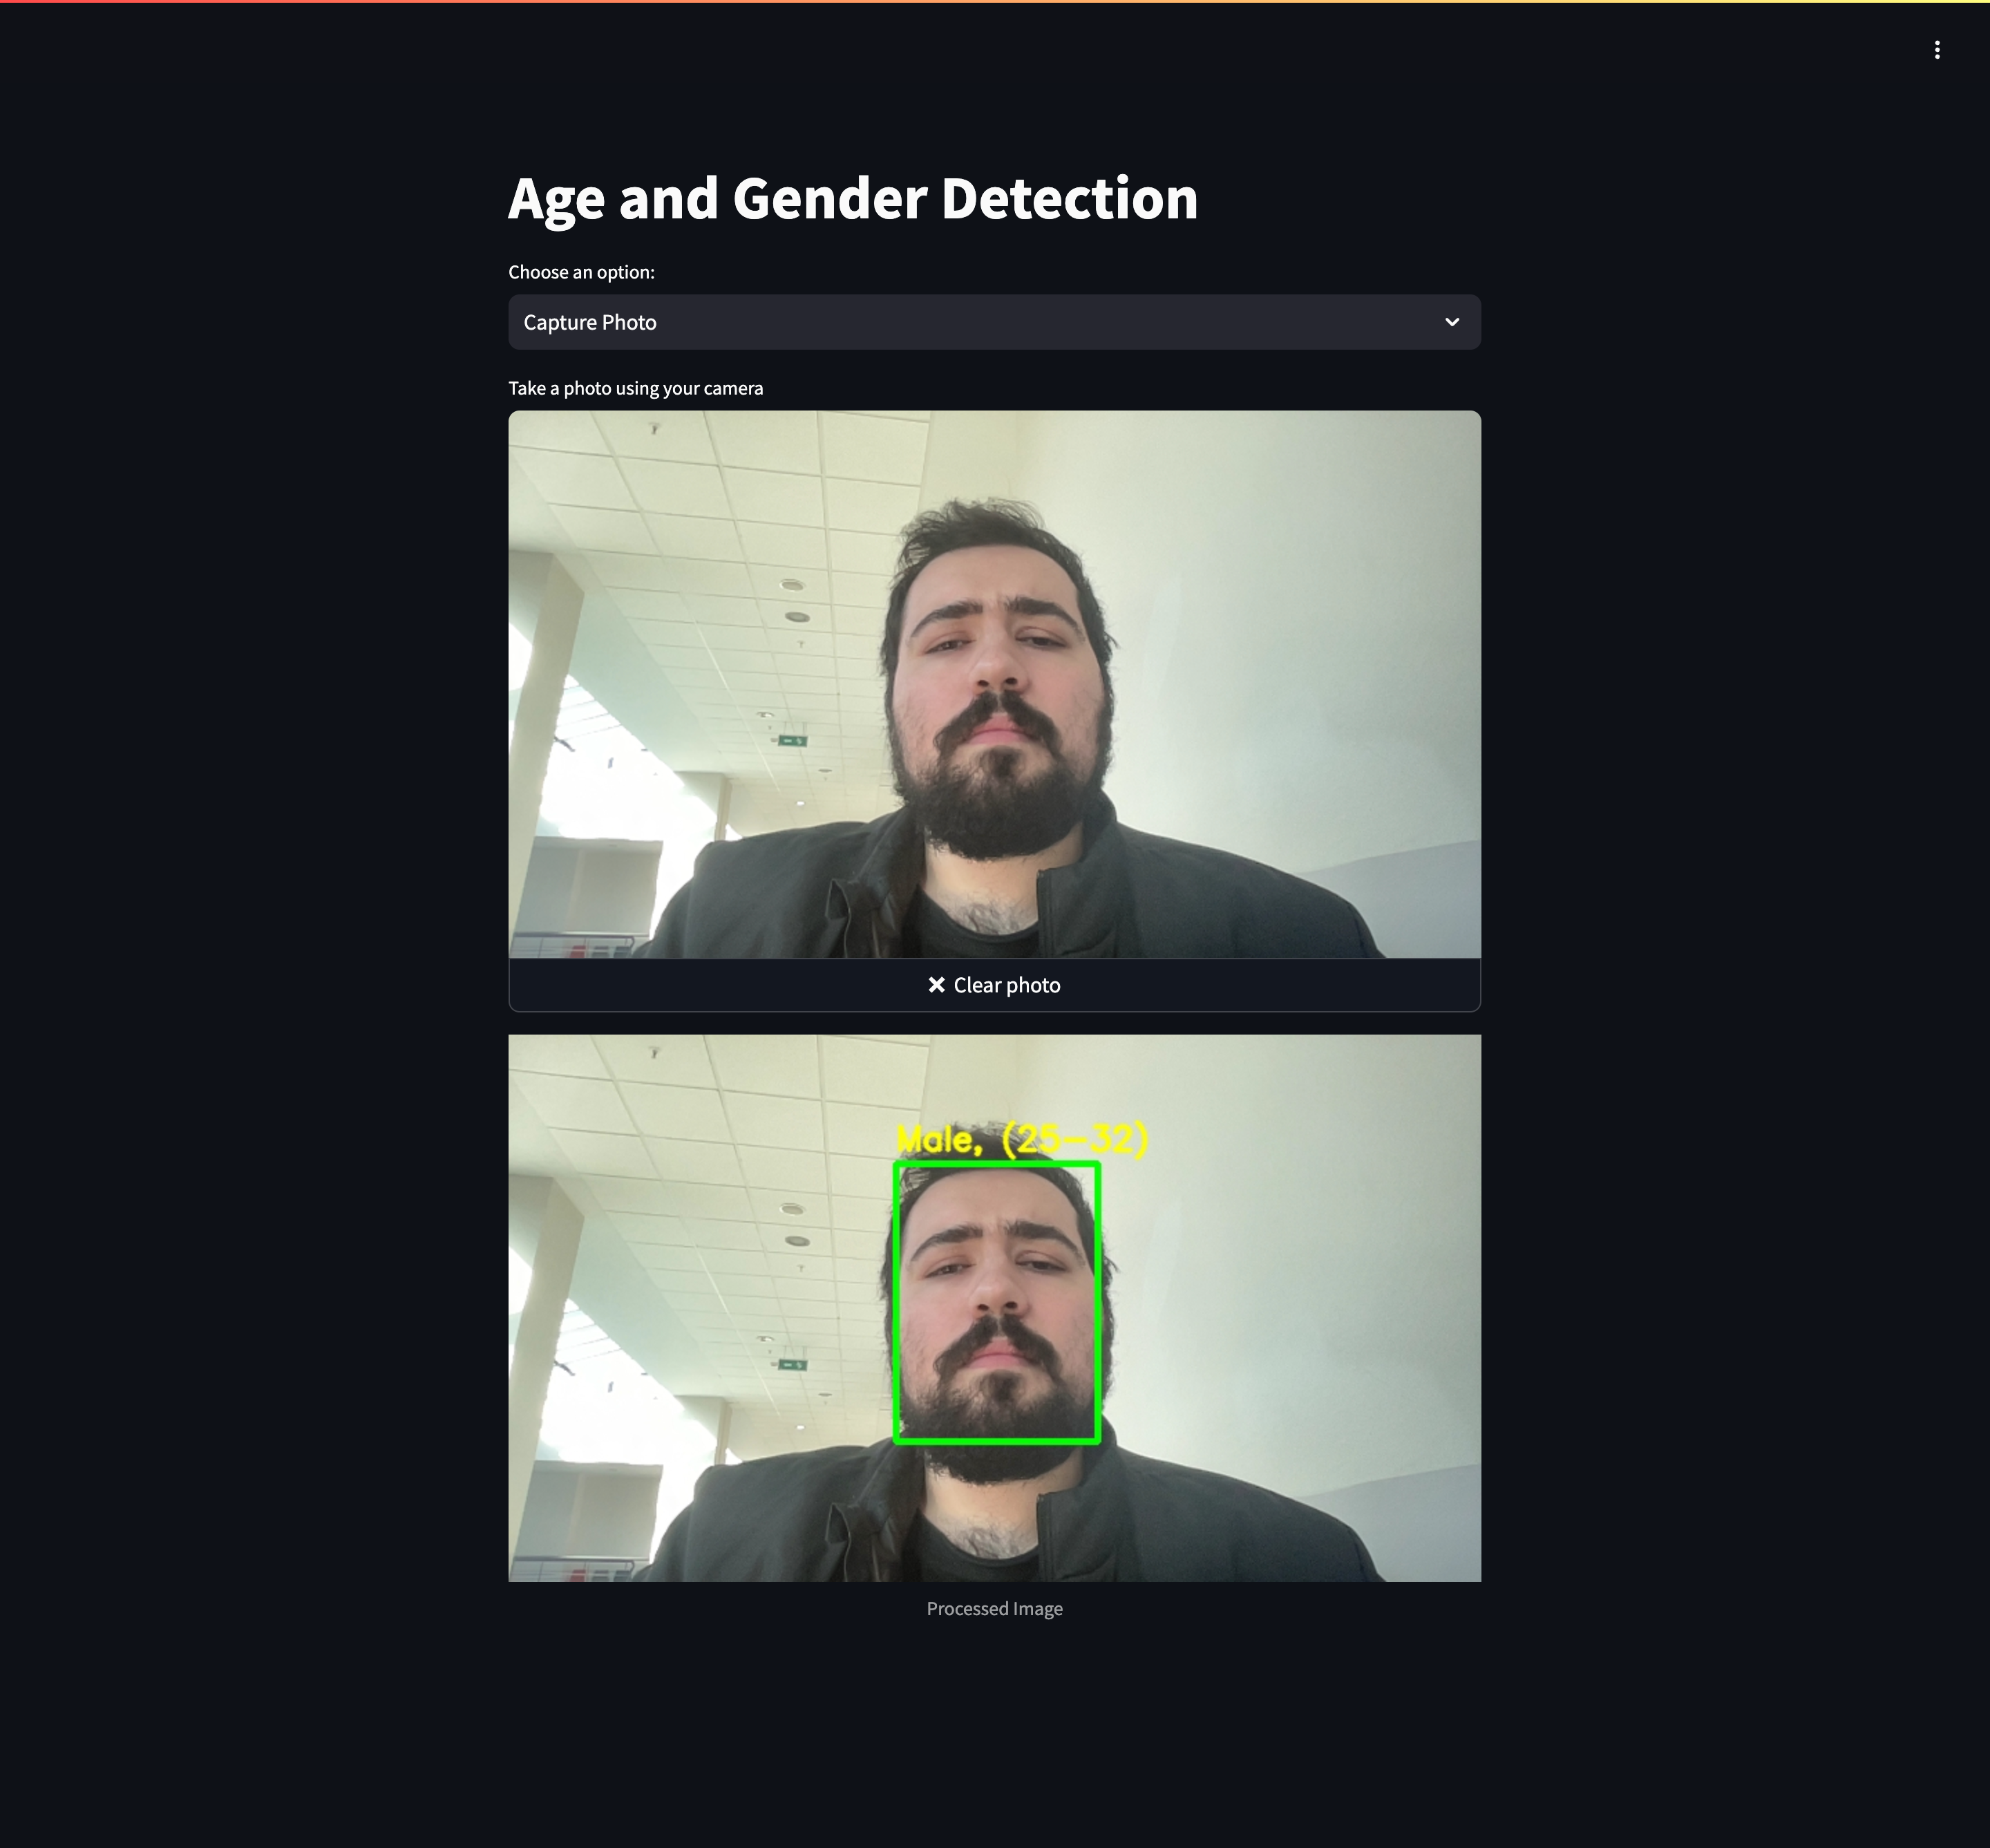 Age and Gender Detection
Choose an option:
Capture Photo
Take a photo using your camera
Clear photo
Male, (25-32)
Processed Image